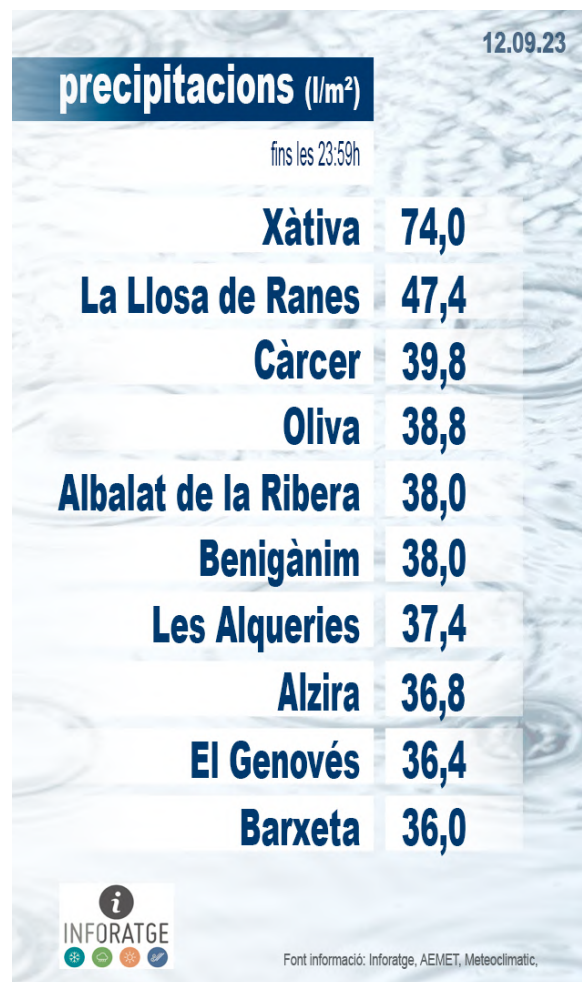 12.09.23
precipitacions (l/m²)
fins les 23:59h
Xàtiva 74,0
La Llosa de Ranes 47,4
Càrcer 39,8
Oliva 38,8
Albalat de la Ribera 38,0
Benigànim 38,0
Les Alqueries 37,4
Alzira 36,8
El Genovés 36,4
Barxeta 36,0
i
INFORATGE
Font informació: Inforatge, AEMET, Meteoclimatic,